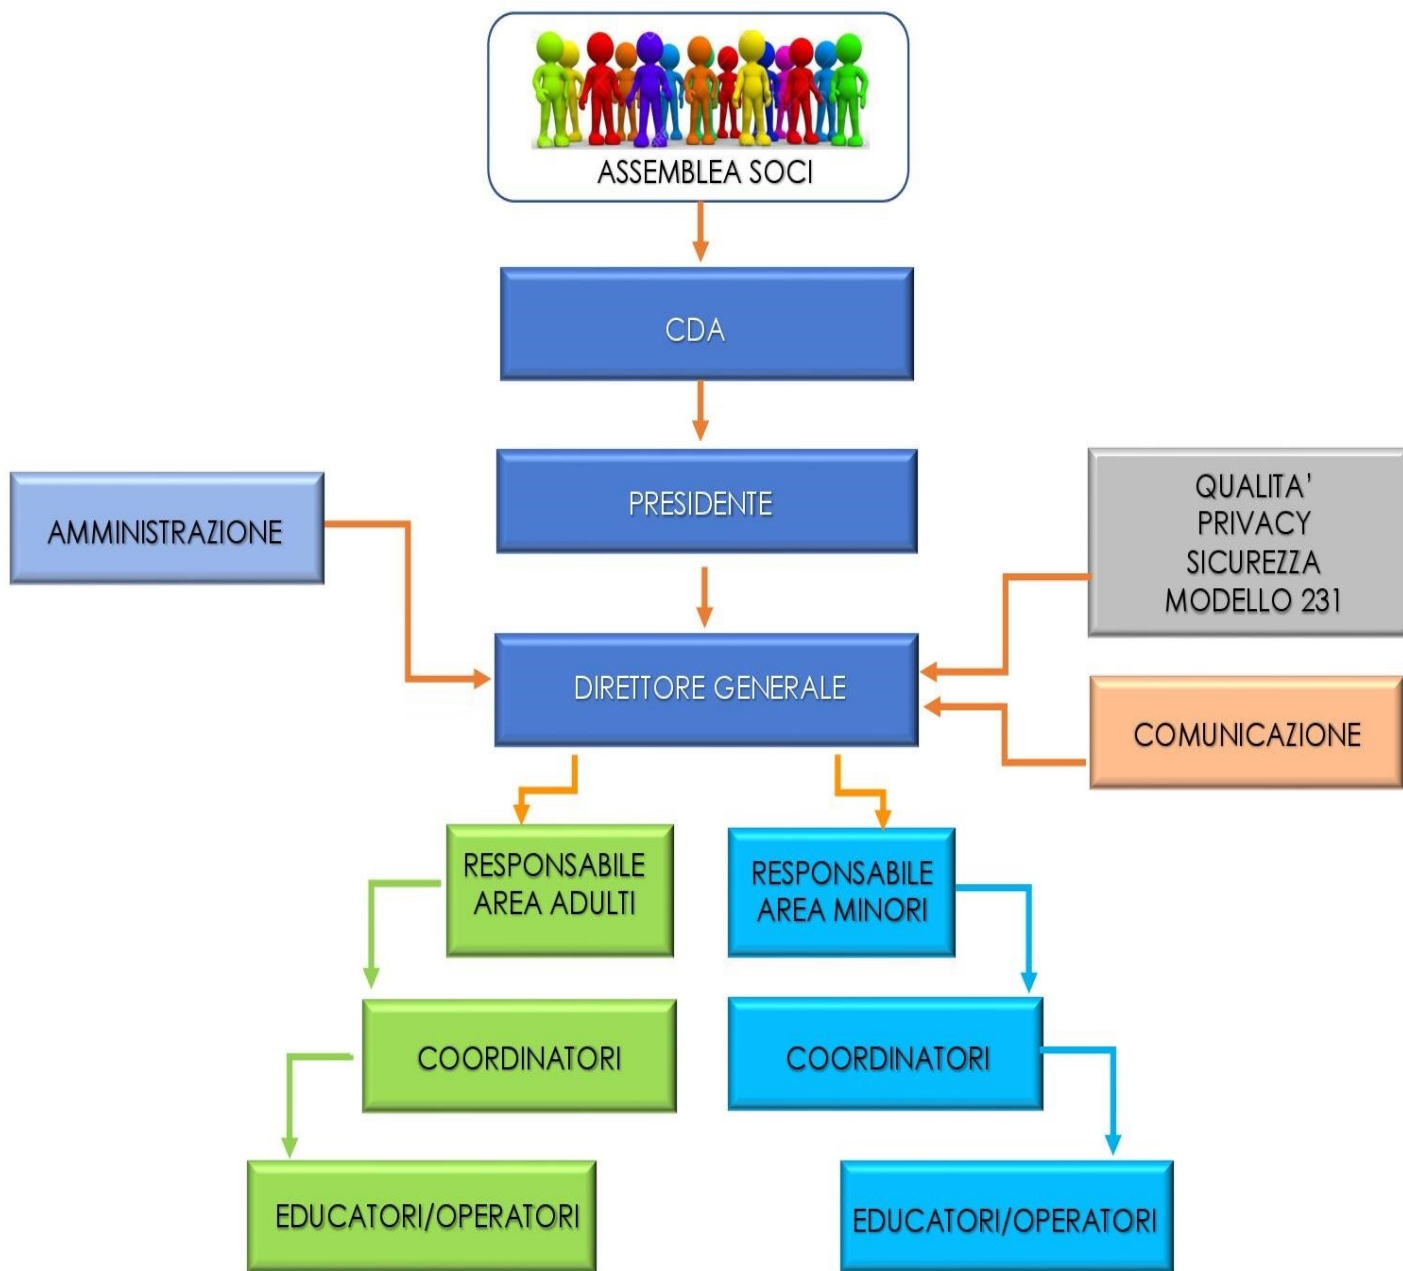 ASSEMBLEA SOCI
CDA
PRESIDENTE
AMMINISTRAZIONE
QUALITA'
PRIVACY
SICUREZZA
MODELLO 231
DIRETTORE GENERALE
COMUNICAZIONE
RESPONSABILE
AREA ADULTI
RESPONSABILE
AREA MINORI
COORDINATORI
COORDINATORI
EDUCATORI/OPERATORI
EDUCATORI/OPERATORI